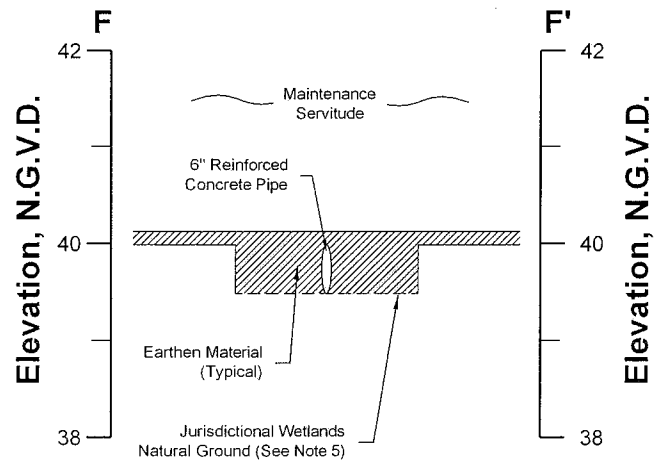 F
F'
42
42
Maintenance
Servitude
6" Reinforced
Concrete Pipe
Elevation, N.G.V.D.
Elevation, N.G.V.D.
40
40
Earthen Material
(Typical)
Jurisdictional Wetlands
Natural Ground (See Note 5)
38
38